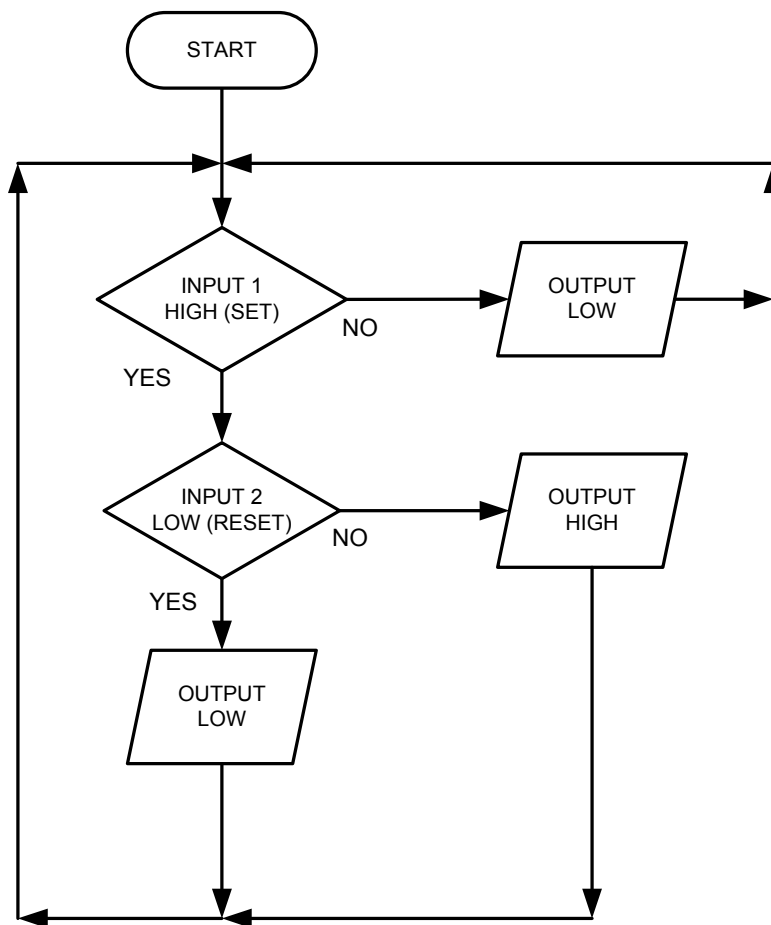 START
INPUT 1
HIGH (SET)
NO
OUTPUT
LOW
YES
INPUT 2
LOW (RESET)
NO
OUTPUT
HIGH
YES
OUTPUT
LOW